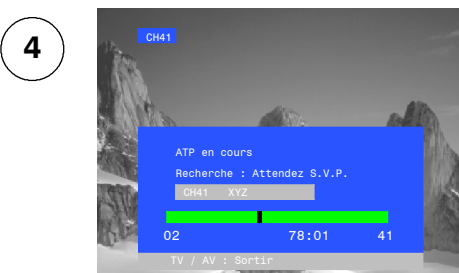 4
CH41
ATP en cours
Recherche : Attendez S.V.P.
CH41 XYZ
02 78:01 41
TV / AV : Sortir